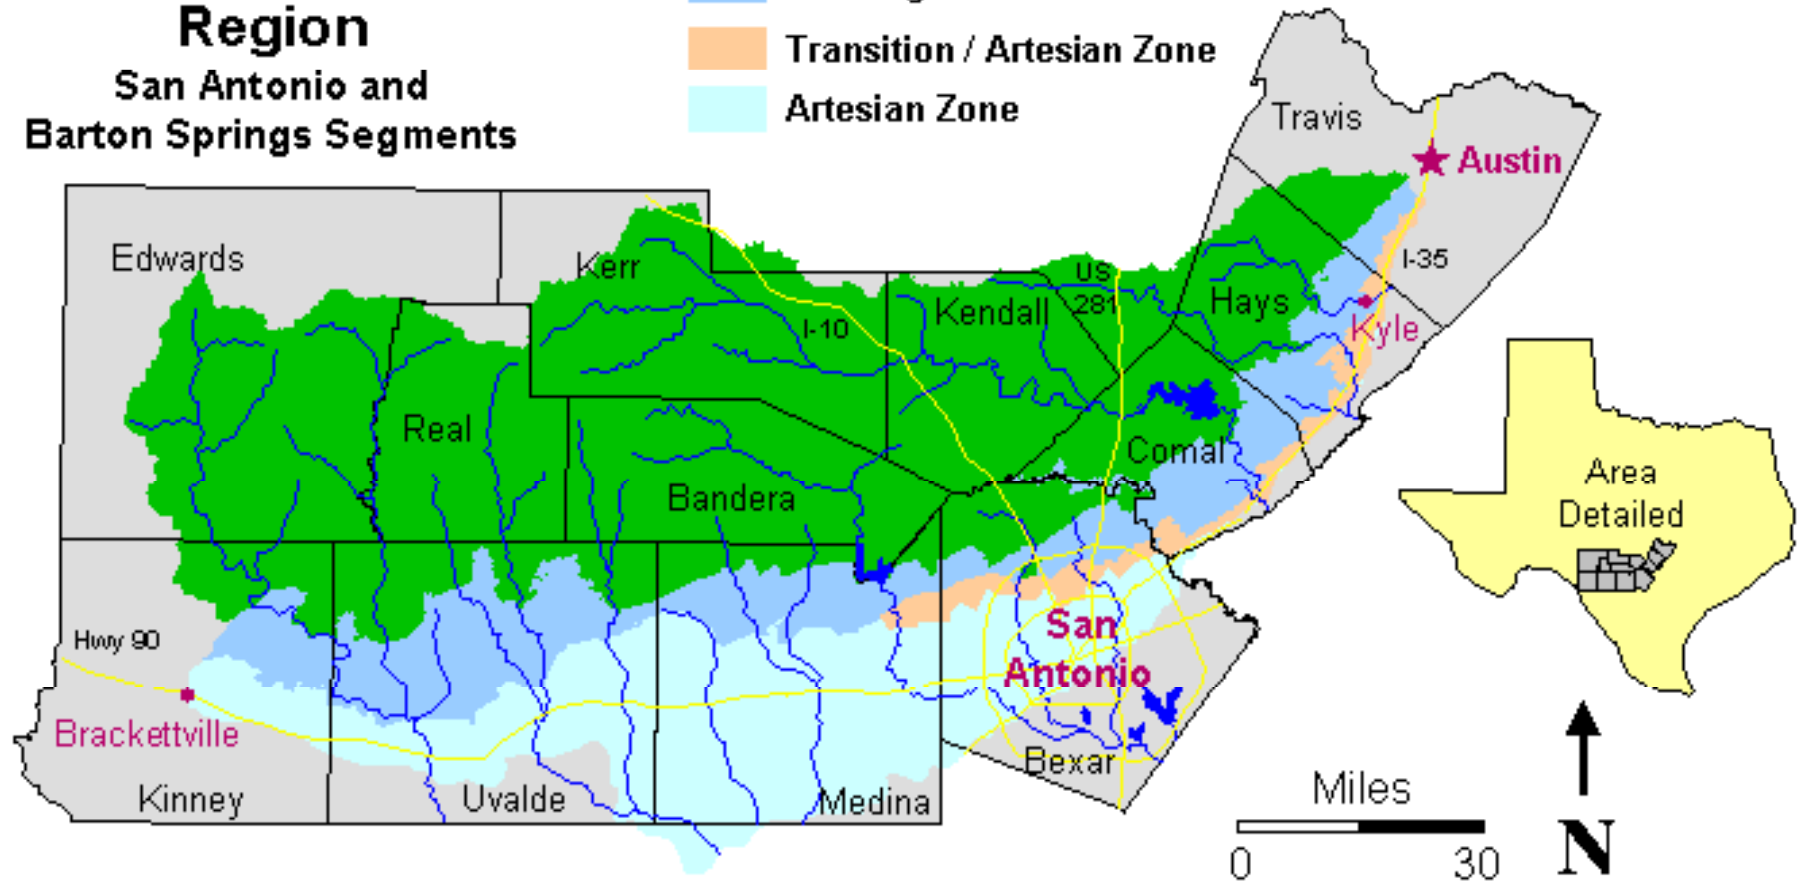 Region
San Antonio and
Barton Springs Segments
Transition / Artesian Zone
Artesian Zone
Travis
Austin
Edwards
Kerr
US
281
I-35
Kendall
Hays
I-10
Kyle
Real
Comal
Bandera
Area
Detailed
Hwy 90
San
Antonio
Brackettville
Bexar
Kinney
Uvalde
Medina
Miles
0
30
N